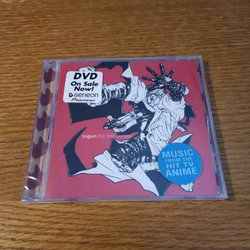 DVD
On Sale
Now!
GENEON
Pioneer
trigun the first donuts
MUSIC
FROM THE
HIT TV
ANIME